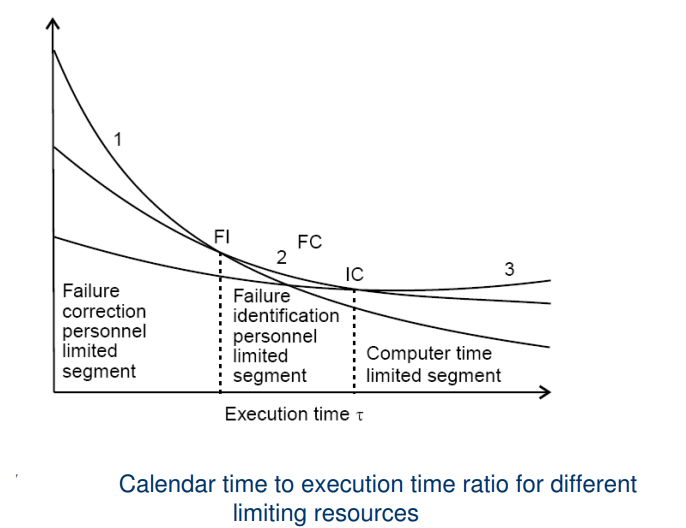 1
FI
2
FC
IC
3
Failure
correction
personnel
limited
segment
Failure
identification
personnel
limited
segment
Computer time
limited segment
Execution time τ
Calendar time to execution time ratio for different
limiting resources